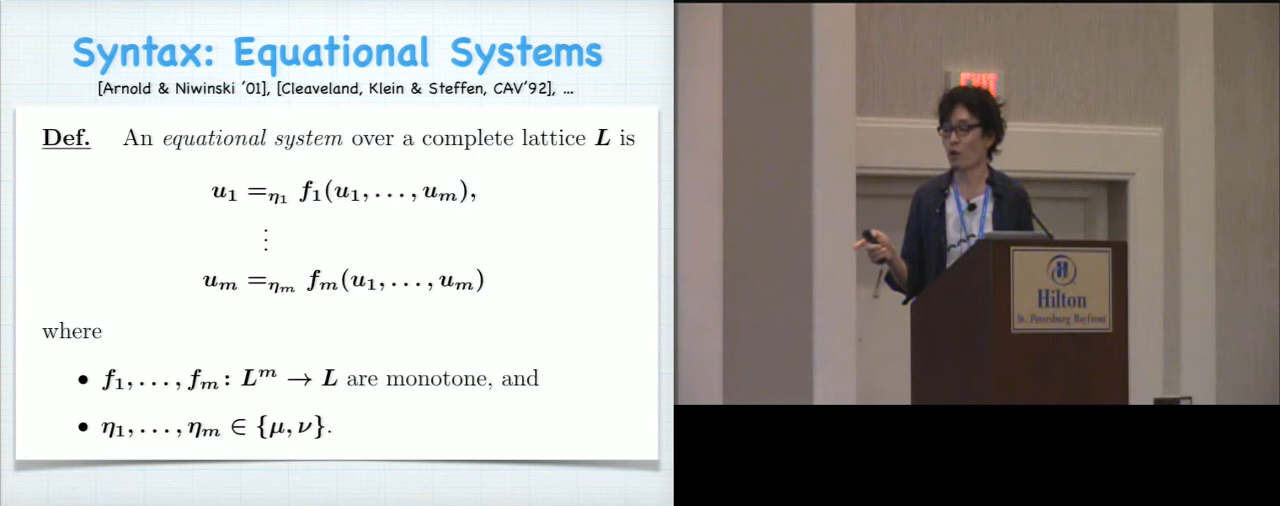 Syntax: Equational Systems
[Arnold & Niwinski ´01], [Cleaveland, Klein & Steffen, CAV´92], ...
Def. An equational system over a complete lattice L is
u₁ =η₁ f₁(u₁, . . . , uₘ),
⋮
uₘ =ηₘ fₘ(u₁, . . . , uₘ)
where
• f₁, . . . , fₘ : Lᵐ → L are monotone, and
• η₁, . . . , ηₘ ∈ {μ, ν}.
EXIT
Hilton
St. Petersburg Bayfront